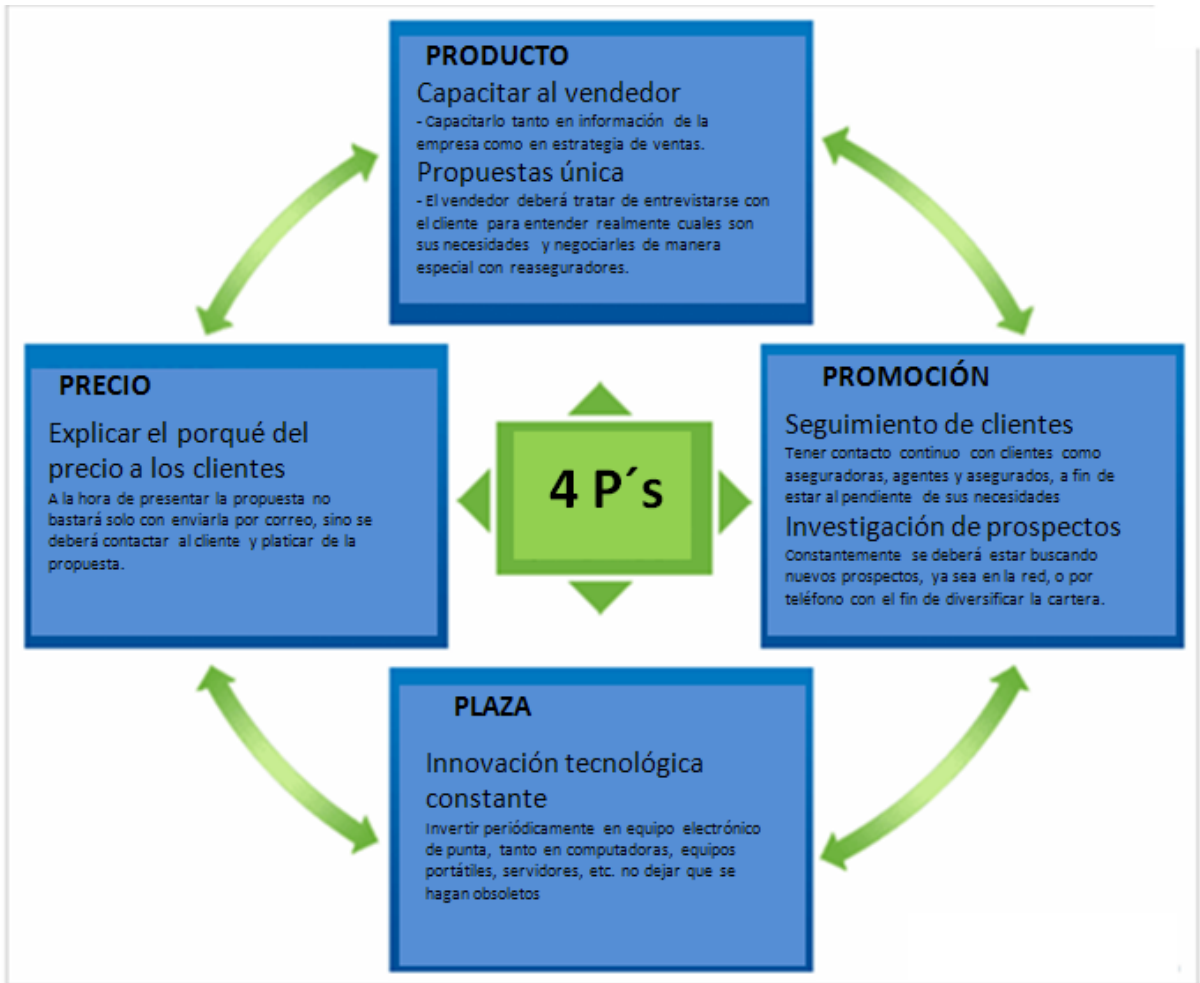 PRODUCTO
Capacitar al vendedor
- Capacitarlo tanto en información de la
empresa como en estrategia de ventas.
Propuestas única
- El vendedor deberá tratar de entrevistarse con
el cliente para entender realmente cuales son
sus necesidades y negociarles de manera
especial con reaseguradores.
PRECIO
Explicar el porqué del
precio a los clientes
A la hora de presentar la propuesta no
bastará solo con enviarla por correo, sino se
deberá contactar al cliente y platicar de la
propuesta.
4 P´s
PROMOCIÓN
Seguimiento de clientes
Tener contacto continuo con clientes como
aseguradoras, agentes y asegurados, a fin de
estar al pendiente de sus necesidades
Investigación de prospectos
Constantemente se deberá estar buscando
nuevos prospectos, ya sea en la red, o por
teléfono con el fin de diversificar la cartera.
PLAZA
Innovación tecnológica
constante
Invertir periódicamente en equipo electrónico
de punta, tanto en computadoras, equipos
portátiles, servidores, etc. no dejar que se
hagan obsoletos